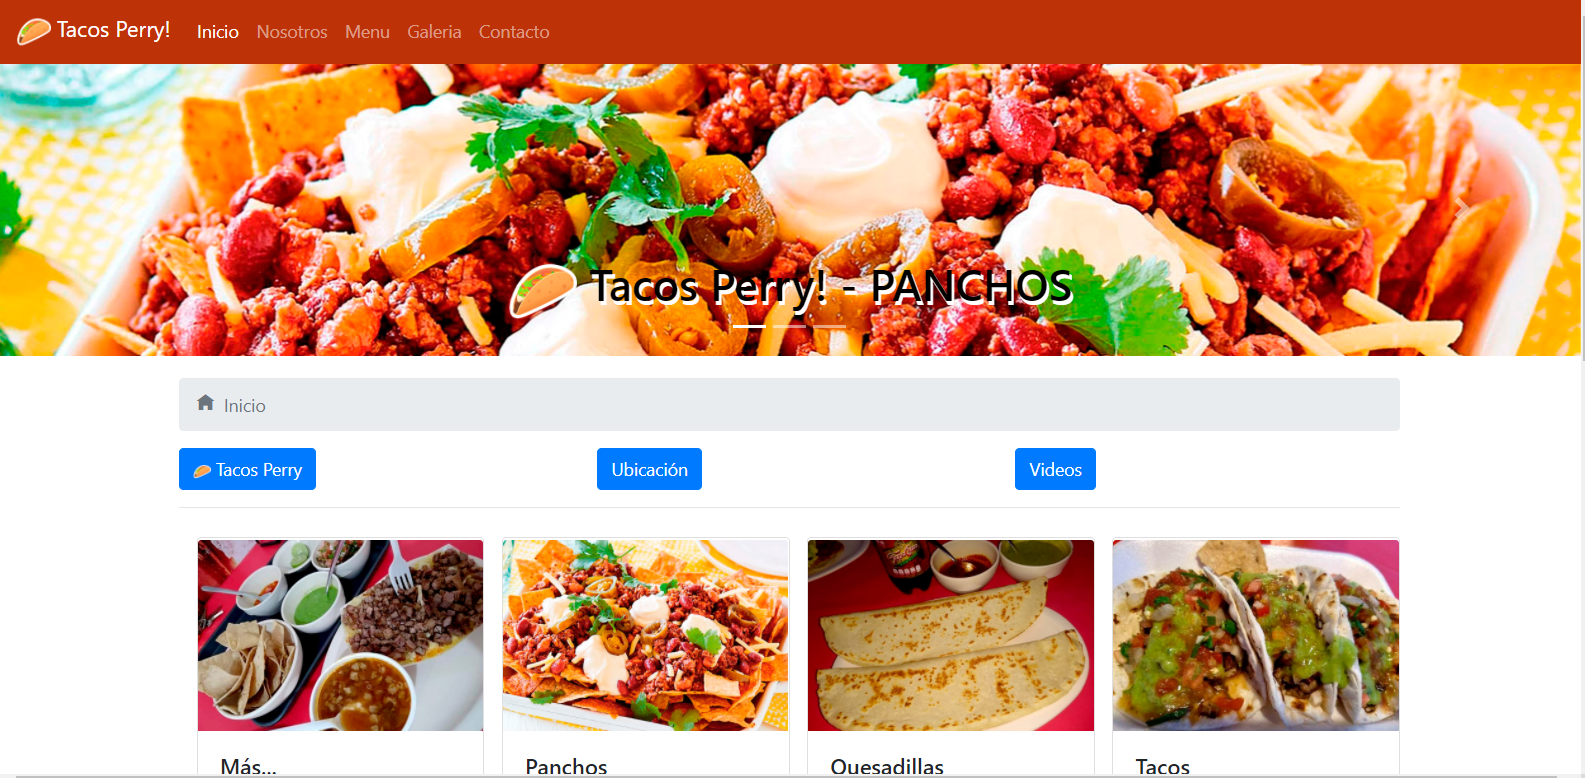 Tacos Perry! Inicio Nosotros Menu Galeria Contacto
Tacos Perry! - PANCHOS
Inicio
Tacos Perry Ubicación Videos
Más... Panchos Quesadillas Tacos